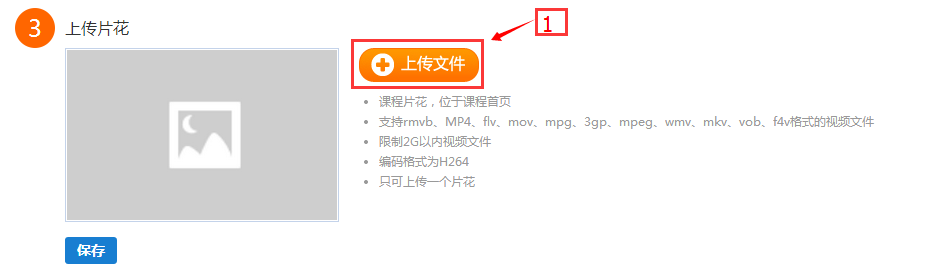 3 上传片花
1
上传文件
课程片花，位于课程首页
支持rmvb、MP4、flv、mov、mpg、3gp、mpeg、wmv、mkv、vob、f4v格式的视频文件
限制2G以内视频文件
编码格式为H264
只可上传一个片花
保存